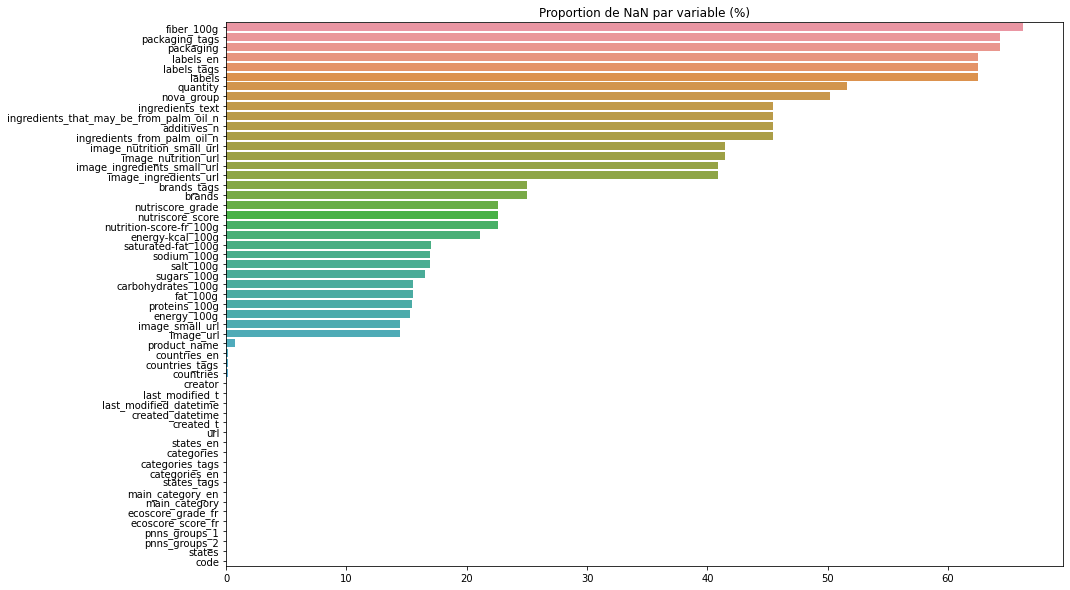 Proportion de NaN par variable (%)
fiber_100g
packaging_tags
packaging
labels_en
labels_tags
labels
quantity
nova_group
ingredients_text
ingredients_that_may_be_from_palm_oil_n
additives_n
ingredients_from_palm_oil_n
image_nutrition_small_url
image_nutrition_url
image_ingredients_small_url
image_ingredients_url
brands_tags
brands
nutriscore_grade
nutriscore_score
nutrition-score-fr_100g
energy-kcal_100g
saturated-fat_100g
sodium_100g
salt_100g
sugars_100g
carbohydrates_100g
fat_100g
proteins_100g
energy_100g
image_small_url
image_url
product_name
countries_en
countries_tags
countries
creator
last_modified_t
last_modified_datetime
created_datetime
created_t
url
states_en
categories
categories_tags
categories_en
states_tags
main_category_en
main_category
ecoscore_grade_fr
ecoscore_score_fr
pnns_groups_1
pnns_groups_2
states
code
0 10 20 30 40 50 60